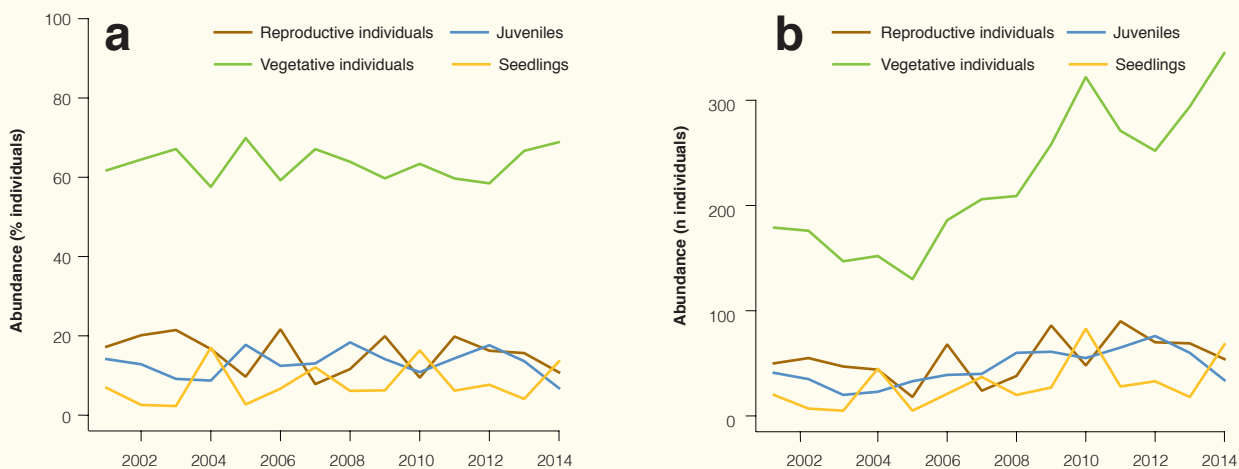 a
Reproductive individuals
Juveniles
Vegetative individuals
Seedlings
Abundance (% individuals)
100
80
60
40
20
0
2002 2004 2006 2008 2010 2012 2014
b
Reproductive individuals
Juveniles
Vegetative individuals
Seedlings
Abundance (n individuals)
300
200
100
0
2002 2004 2006 2008 2010 2012 2014